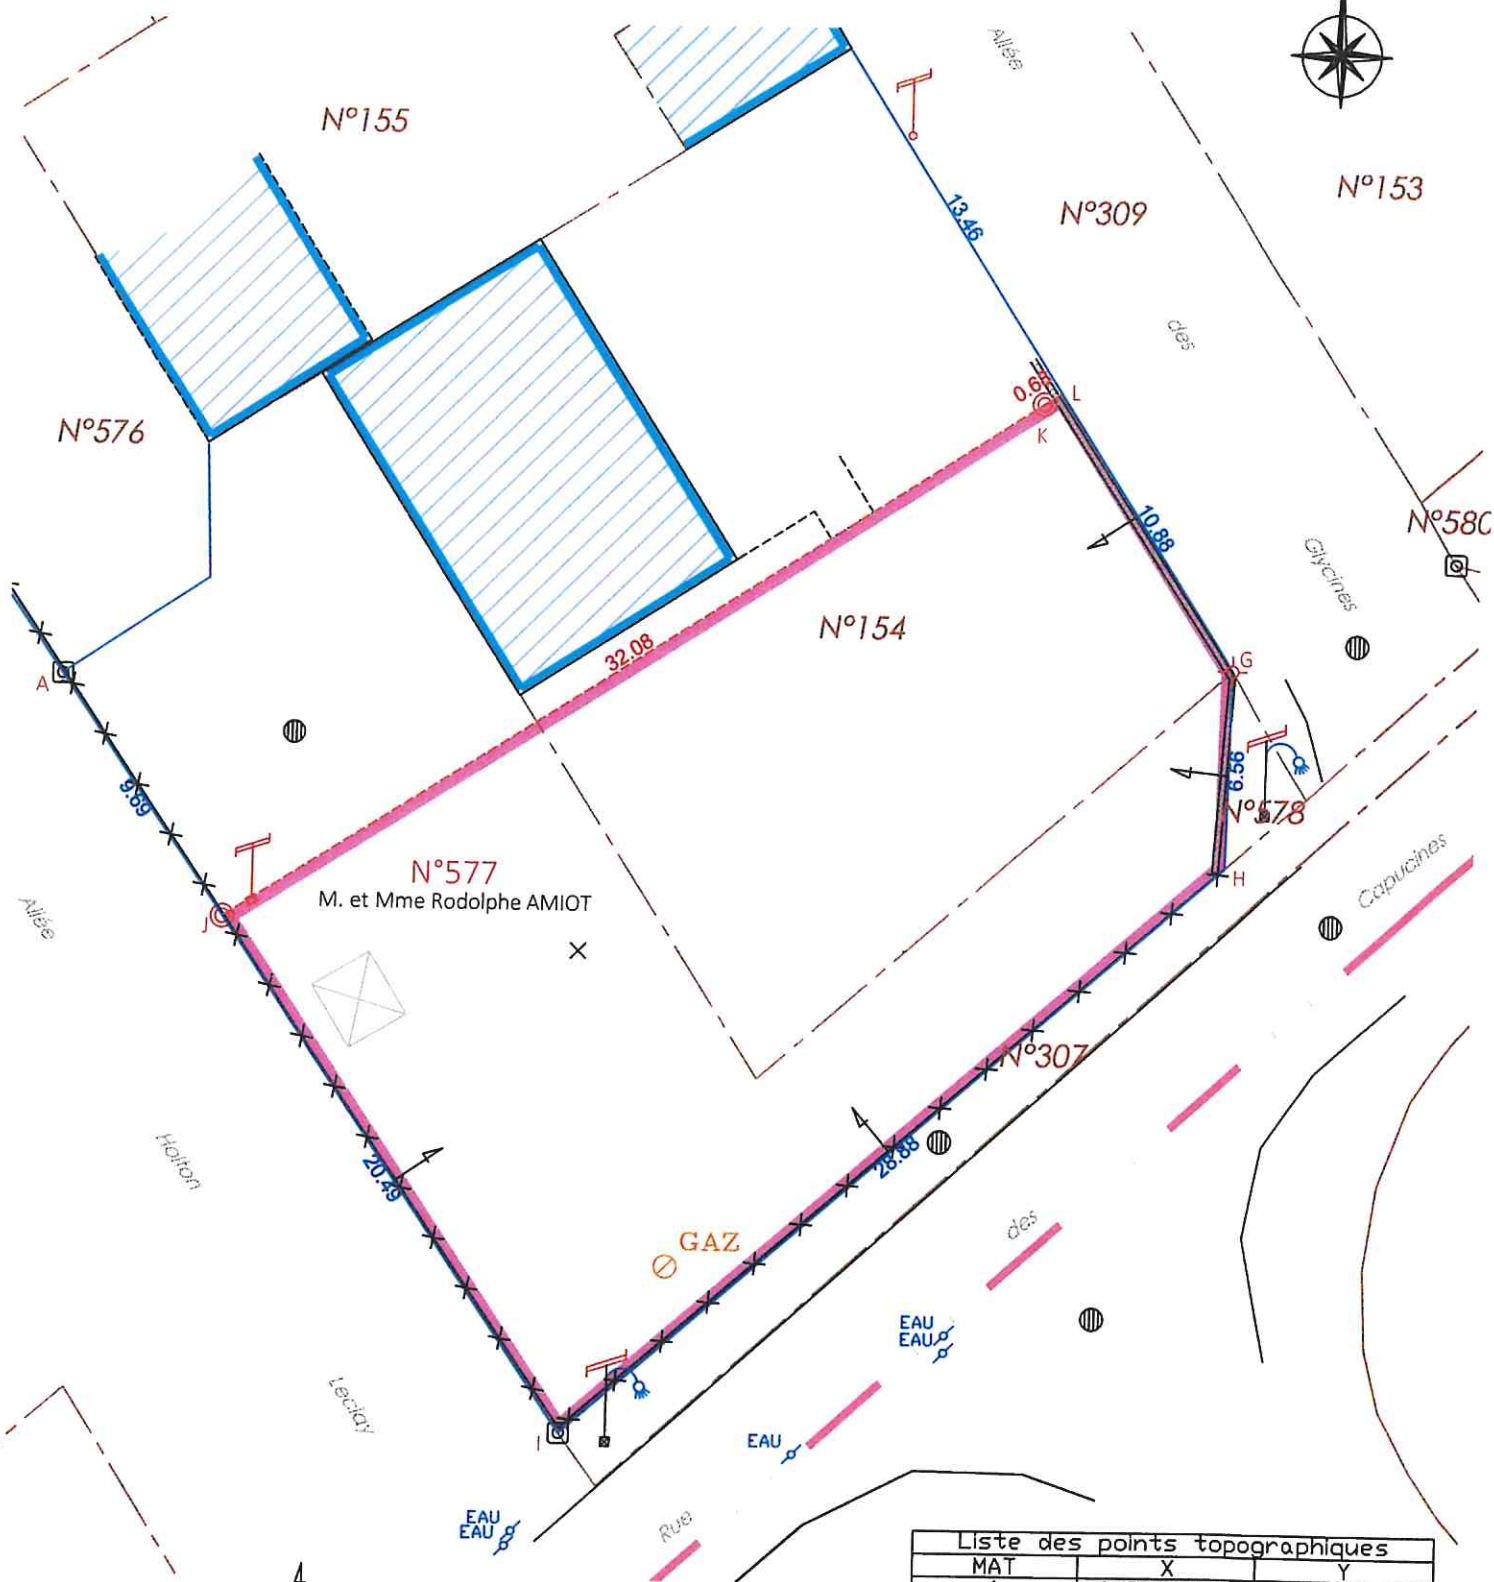 Allée
N°155
N°153
13.46
N°309
des
0.68
L
K
N°576
10.88
N°580
Glycines
N°154
32.08
G
A
9.69
6.56
N°578
Capucines
N°577
M. et Mme Rodolphe AMIOT
H
J
Allée
N°307
28.88
Holton
20.49
GAZ
des
EAU
EAU
Leclay
I
EAU
EAU
EAU
Rue
Liste des points topographiques
MAT X Y